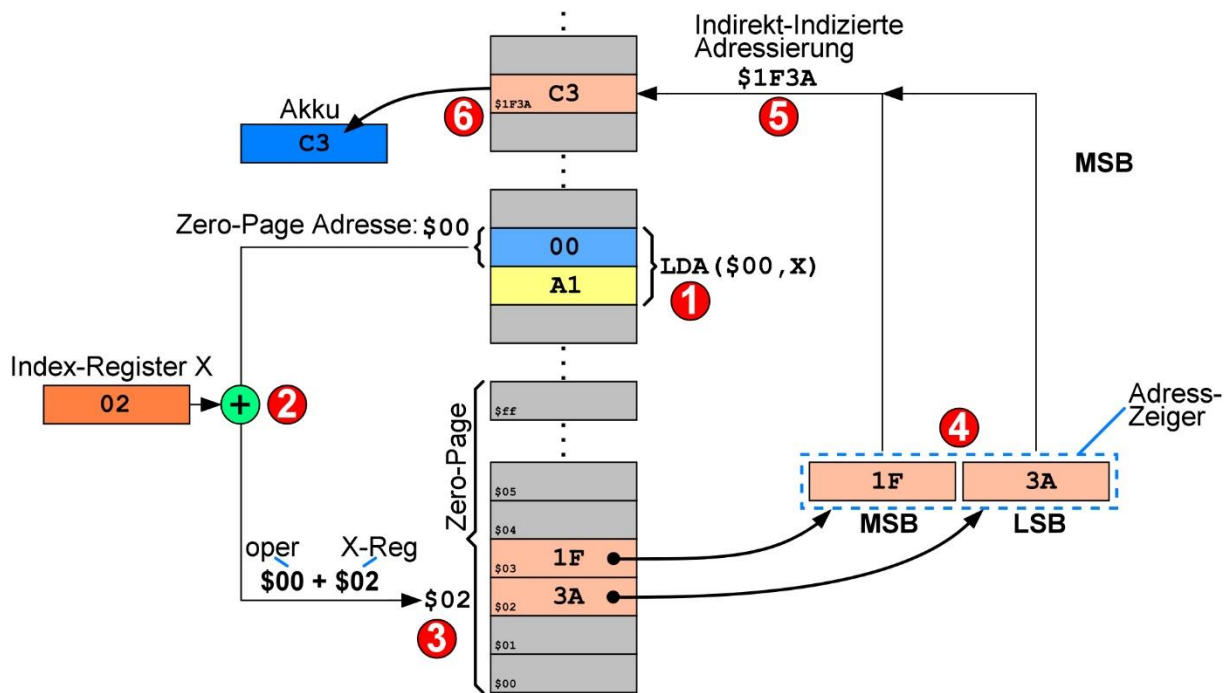 Indirekt-Indizierte
Adressierung
$1F3A
C3
$1F3A
6
5
Akku
C3
MSB
Zero-Page Adresse: $00
00
LDA($00,X)
A1
1
Index-Register X
02
+
2
$ff
Adress-
Zeiger
4
Zero-Page
$05
1F
3A
MSB
LSB
$04
oper
X-Reg
1F
$03
$00 + $02
$02
3A
$02
3
$01
$00